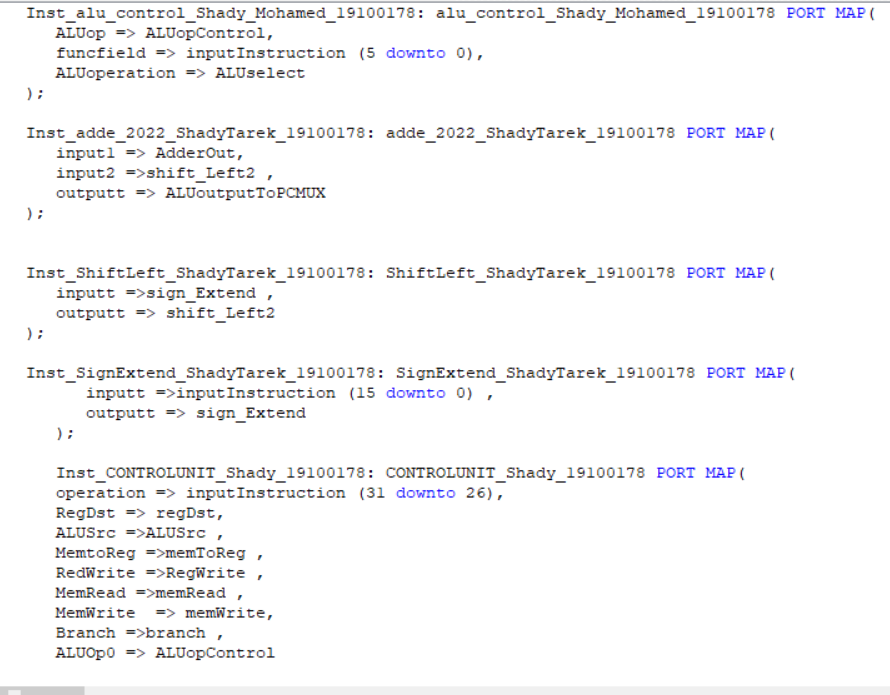 Inst_alu_control_Shady_Mohamed_19100178: alu_control_Shady_Mohamed_19100178 PORT MAP(
ALUop => ALUopControl,
funcfield => inputInstruction (5 downto 0),
ALUoperation => ALUselect
);
Inst_adde_2022_ShadyTarek_19100178: adde_2022_ShadyTarek_19100178 PORT MAP(
input1 => AdderOut,
input2 =>shift_Left2 ,
outputt => ALUoutputToPCMUX
);
Inst_ShiftLeft_ShadyTarek_19100178: ShiftLeft_ShadyTarek_19100178 PORT MAP(
inputt =>sign_Extend ,
outputt => shift_Left2
);
Inst_SignExtend_ShadyTarek_19100178: SignExtend_ShadyTarek_19100178 PORT MAP(
inputt =>inputInstruction (15 downto 0) ,
outputt => sign_Extend
);
Inst_CONTROLUNIT_Shady_19100178: CONTROLUNIT_Shady_19100178 PORT MAP(
operation => inputInstruction (31 downto 26),
RegDst => regDst,
ALUSrc =>ALUSrc ,
MemtoReg =>memToReg ,
RedWrite =>RegWrite ,
MemRead =>memRead ,
MemWrite  => memWrite,
Branch =>branch ,
ALUOp0 => ALUopControl